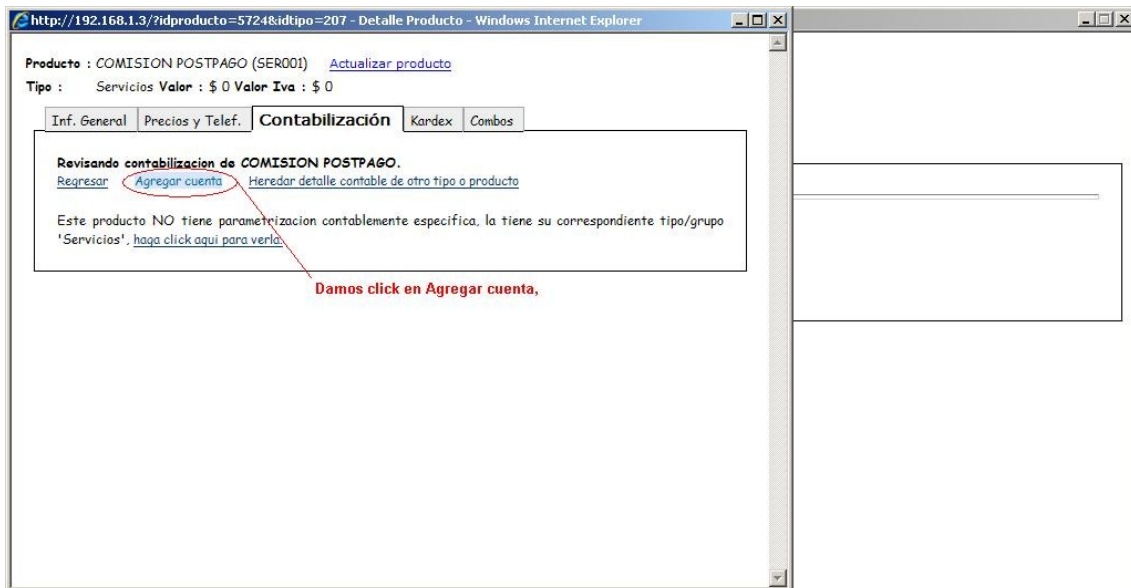 http://192.168.1.3/?idproducto=5724&idtipo=207 - Detalle Producto - Windows Internet Explorer
Producto : COMISION POSTPAGO (SER001) Actualizar producto
Tipo : Servicios Valor : $ 0 Valor Iva : $ 0
Inf. General Precios y Telef. Contabilización Kardex Combos
Revisando contabilizacion de COMISION POSTPAGO.
Regresar Agregar cuenta Heredar detalle contable de otro tipo o producto
Este producto NO tiene parametrizacion contablemente especifica, la tiene su correspondiente tipo/grupo
'Servicios', haga click aqui para verla.
Damos click en Agregar cuenta,